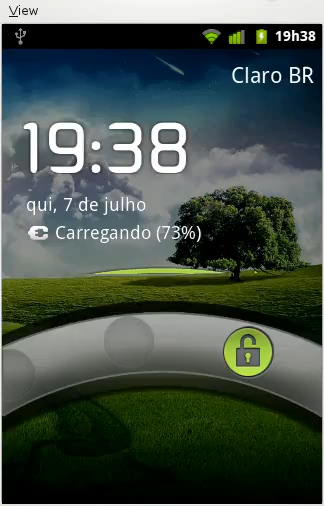 View
19h38
Claro BR
19:38
qui, 7 de julho
Carregando (73%)